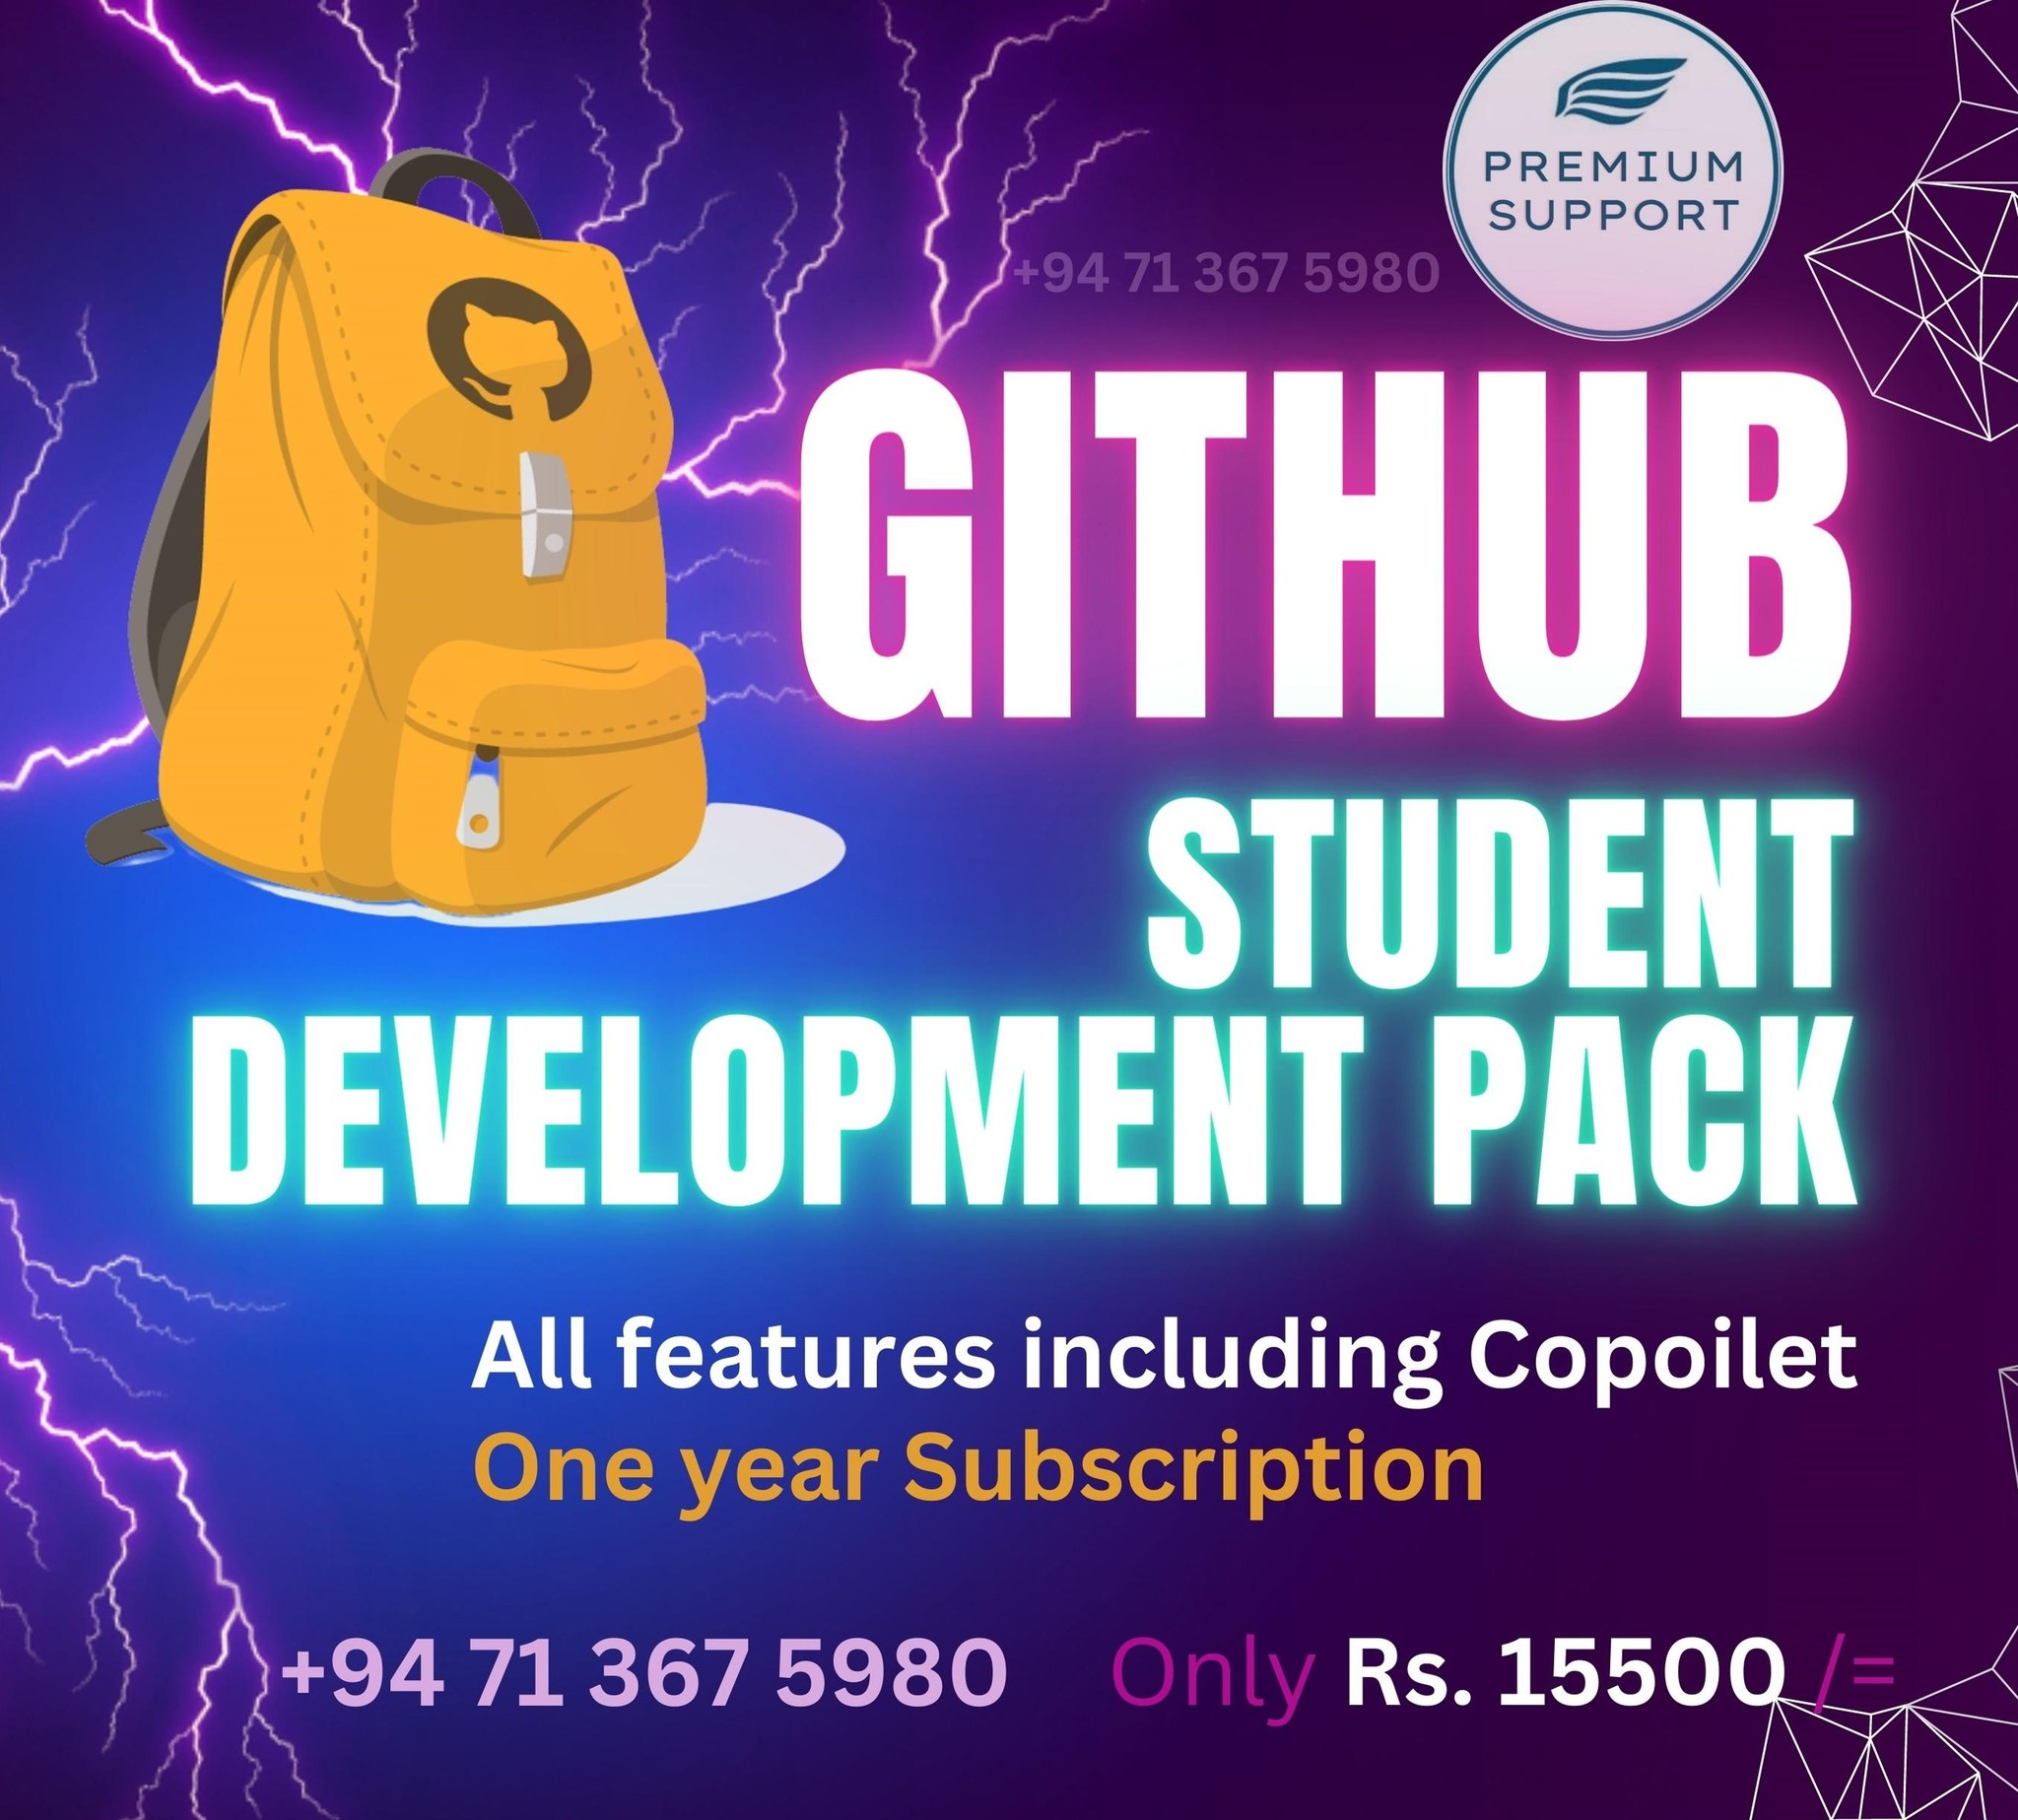 PREMIUM
SUPPORT
+94 71 367 5980
GITHUB
STUDENT
DEVELOPMENT PACK
All features including Copoilet
One year Subscription
+94 71 367 5980 Only Rs. 15500 /=